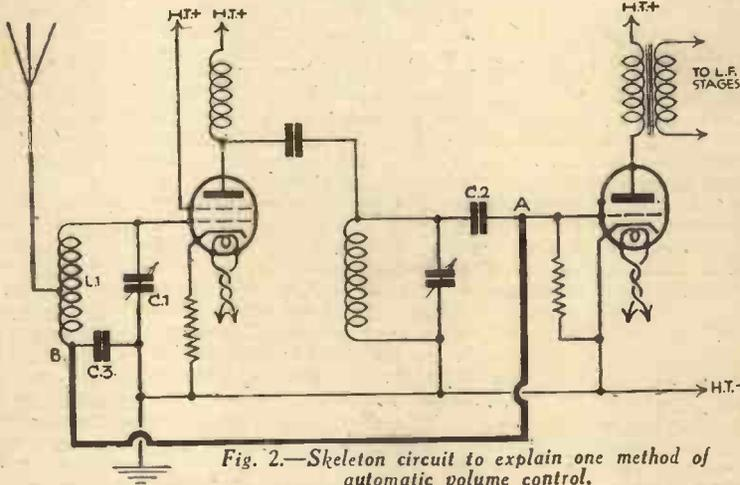 H.T.+
H.T.+
H.T.+
TO L.F.
STAGES
C.2
A
L.1
C.1
B
C.3
H.T.-
Fig. 2.—Skeleton circuit to explain one method of
automatic volume control.